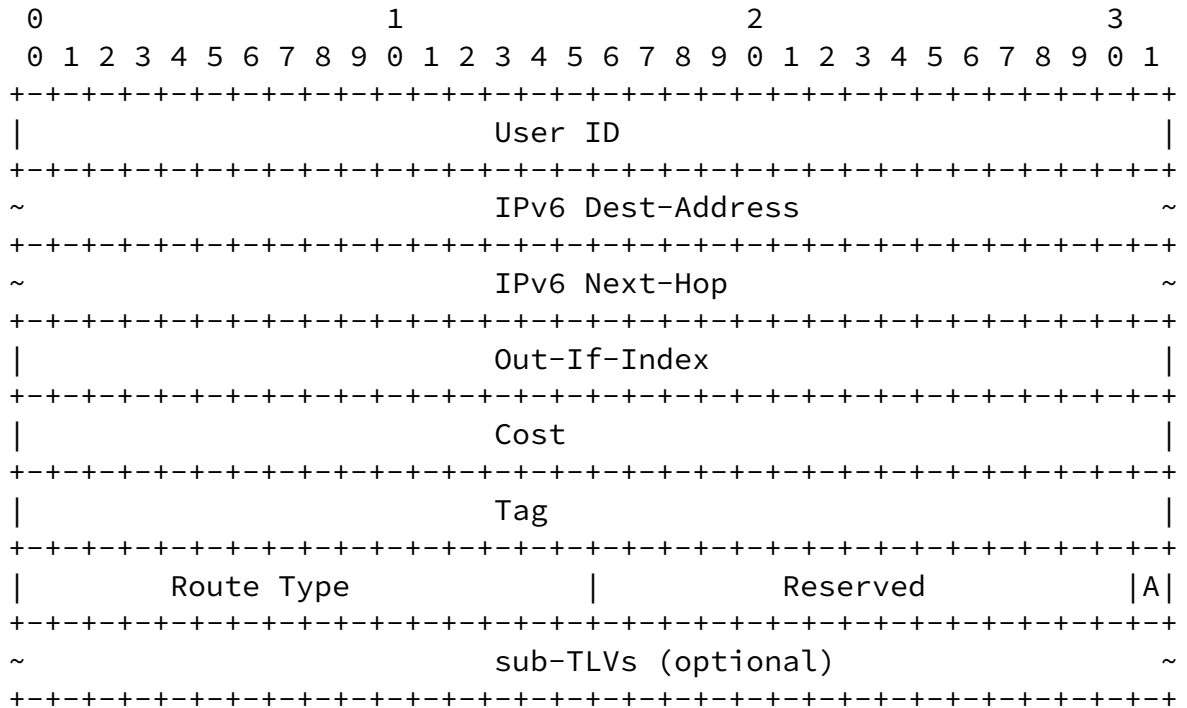 0                   1                   2                   3
 0 1 2 3 4 5 6 7 8 9 0 1 2 3 4 5 6 7 8 9 0 1 2 3 4 5 6 7 8 9 0 1
+-+-+-+-+-+-+-+-+-+-+-+-+-+-+-+-+-+-+-+-+-+-+-+-+-+-+-+-+-+-+-+-+
|                          User ID                              |
+-+-+-+-+-+-+-+-+-+-+-+-+-+-+-+-+-+-+-+-+-+-+-+-+-+-+-+-+-+-+-+-+
~                          IPv6 Dest-Address                    ~
+-+-+-+-+-+-+-+-+-+-+-+-+-+-+-+-+-+-+-+-+-+-+-+-+-+-+-+-+-+-+-+-+
~                          IPv6 Next-Hop                        ~
+-+-+-+-+-+-+-+-+-+-+-+-+-+-+-+-+-+-+-+-+-+-+-+-+-+-+-+-+-+-+-+-+
|                          Out-If-Index                         |
+-+-+-+-+-+-+-+-+-+-+-+-+-+-+-+-+-+-+-+-+-+-+-+-+-+-+-+-+-+-+-+-+
|                          Cost                                 |
+-+-+-+-+-+-+-+-+-+-+-+-+-+-+-+-+-+-+-+-+-+-+-+-+-+-+-+-+-+-+-+-+
|                          Tag                                  |
+-+-+-+-+-+-+-+-+-+-+-+-+-+-+-+-+-+-+-+-+-+-+-+-+-+-+-+-+-+-+-+-+
|        Route Type             |          Reserved           |A|
+-+-+-+-+-+-+-+-+-+-+-+-+-+-+-+-+-+-+-+-+-+-+-+-+-+-+-+-+-+-+-+-+
~                          sub-TLVs (optional)                  ~
+-+-+-+-+-+-+-+-+-+-+-+-+-+-+-+-+-+-+-+-+-+-+-+-+-+-+-+-+-+-+-+-+